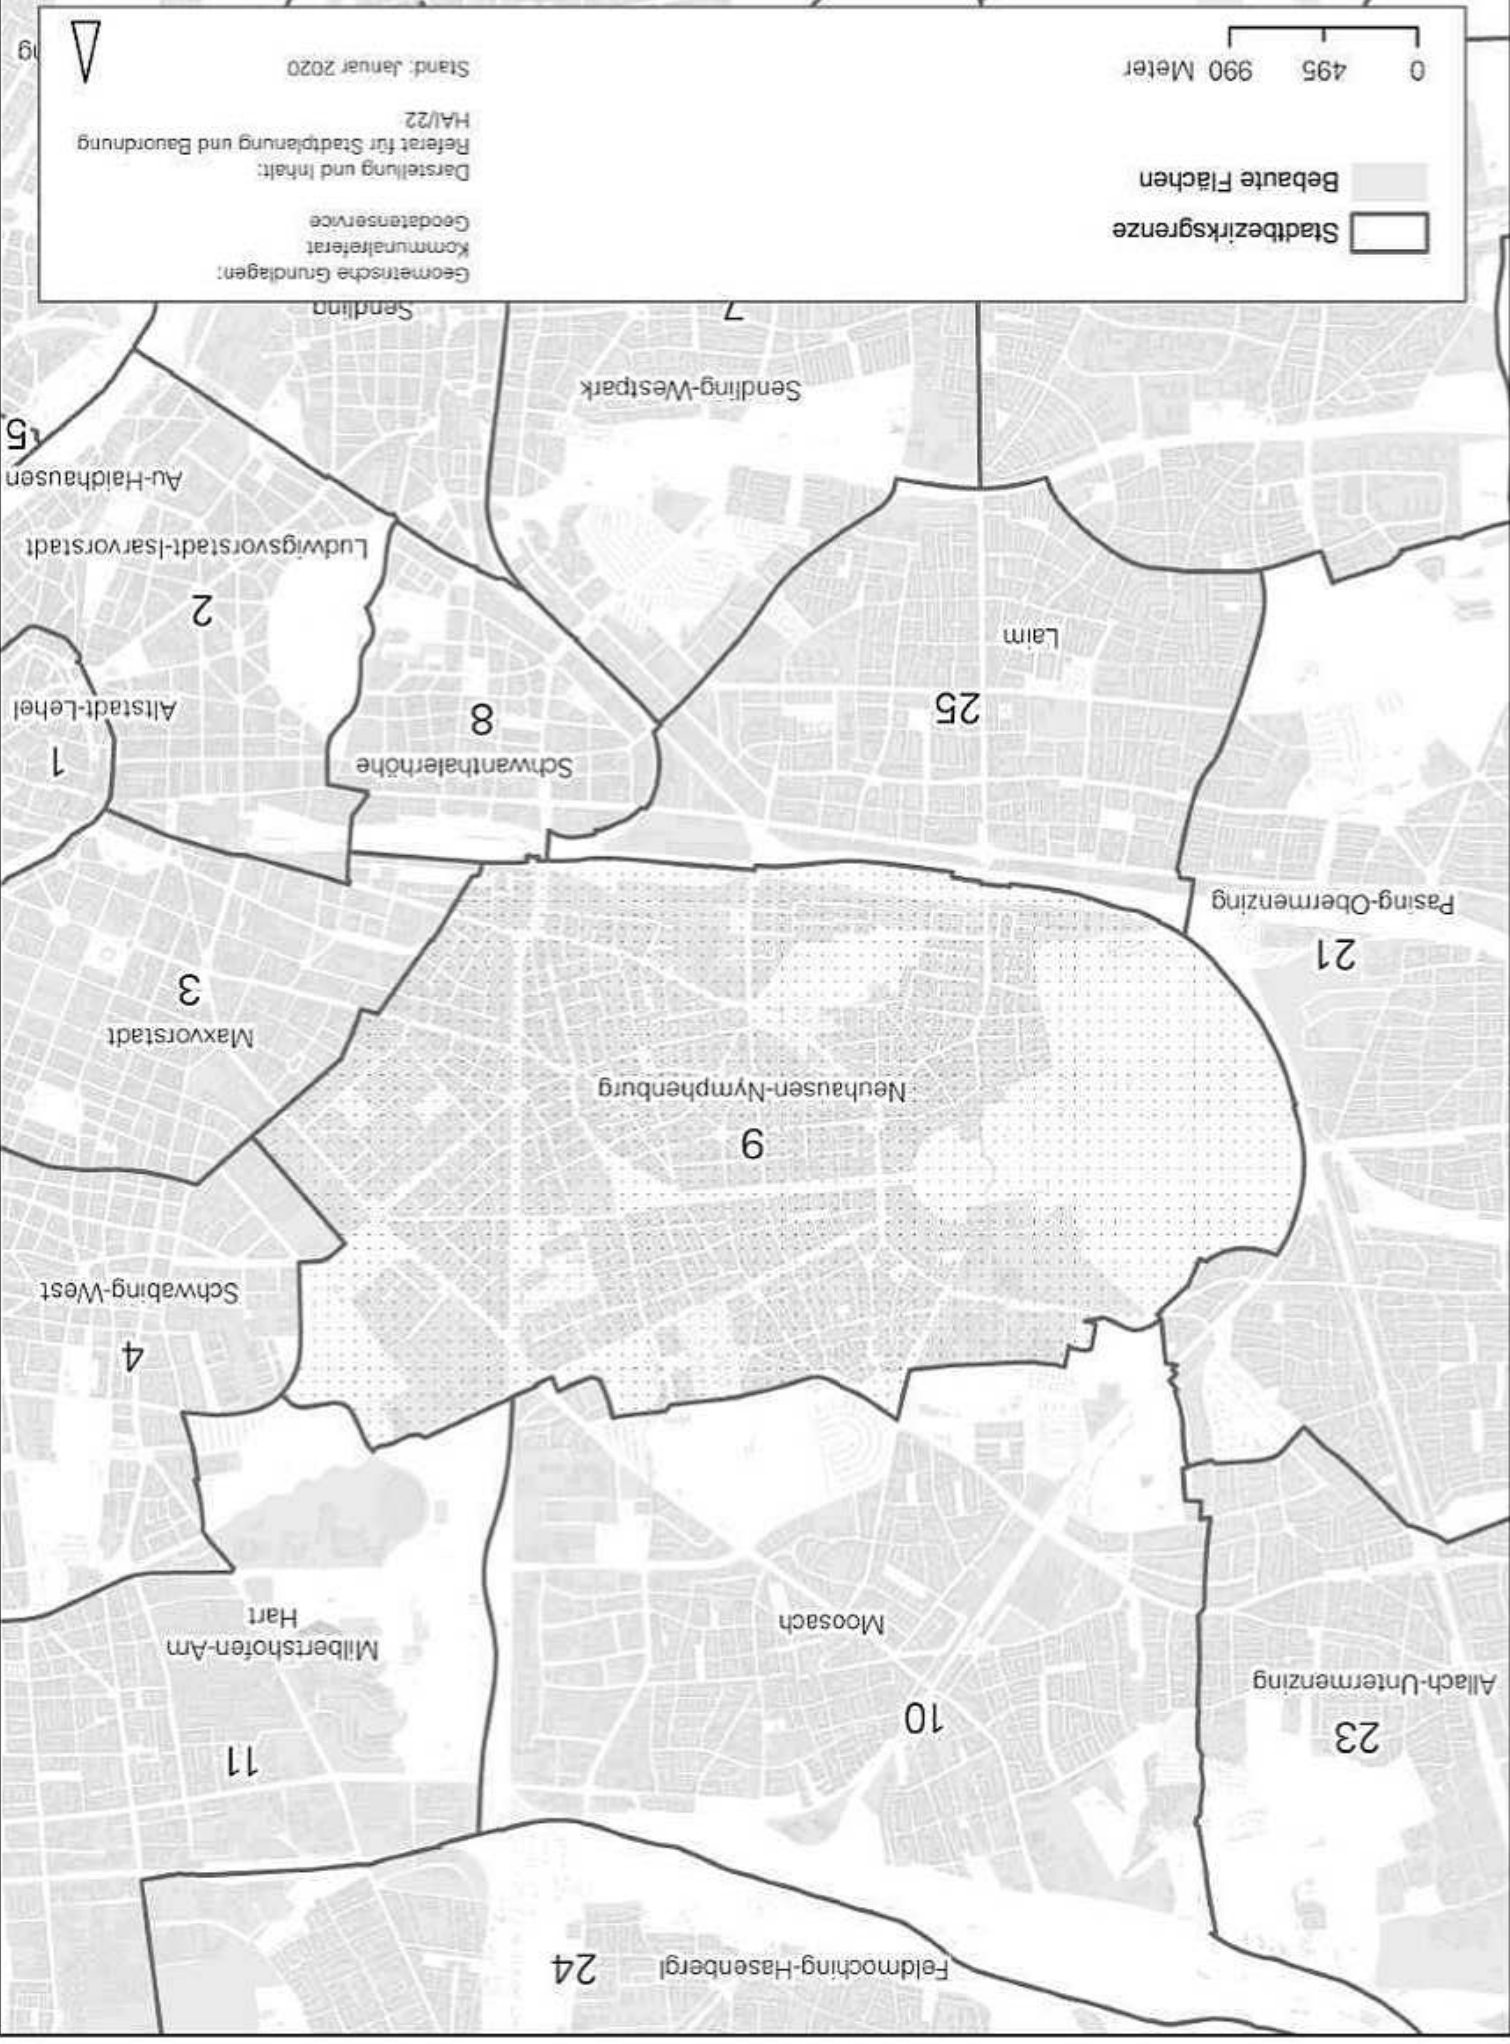 Feldmoching-Hasenbergl
24
23
Allach-Untermenzing
10
Moosach
11
Milbertshofen-Am
Hart
4
Schwabing-West
9
Neuhausen-Nymphenburg
Maxvorstadt
3
21
Pasing-Obermenzing
Schwanthalerhöhe
8
1
Altstadt-Lehel
25
Laim
2
Ludwigsvorstadt-Isarvorstadt
Au-Haidhausen
5
Sendling-Westpark
7
Sendling
Stadtbezirksgrenze
Bebaute Flächen
0 495 990 Meter
Geometrische Grundlagen:
Kommunalreferat
Geodatenservice
Darstellung und Inhalt:
Referat für Stadtplanung und Bauordnung
HAI/22
Stand: Januar 2020